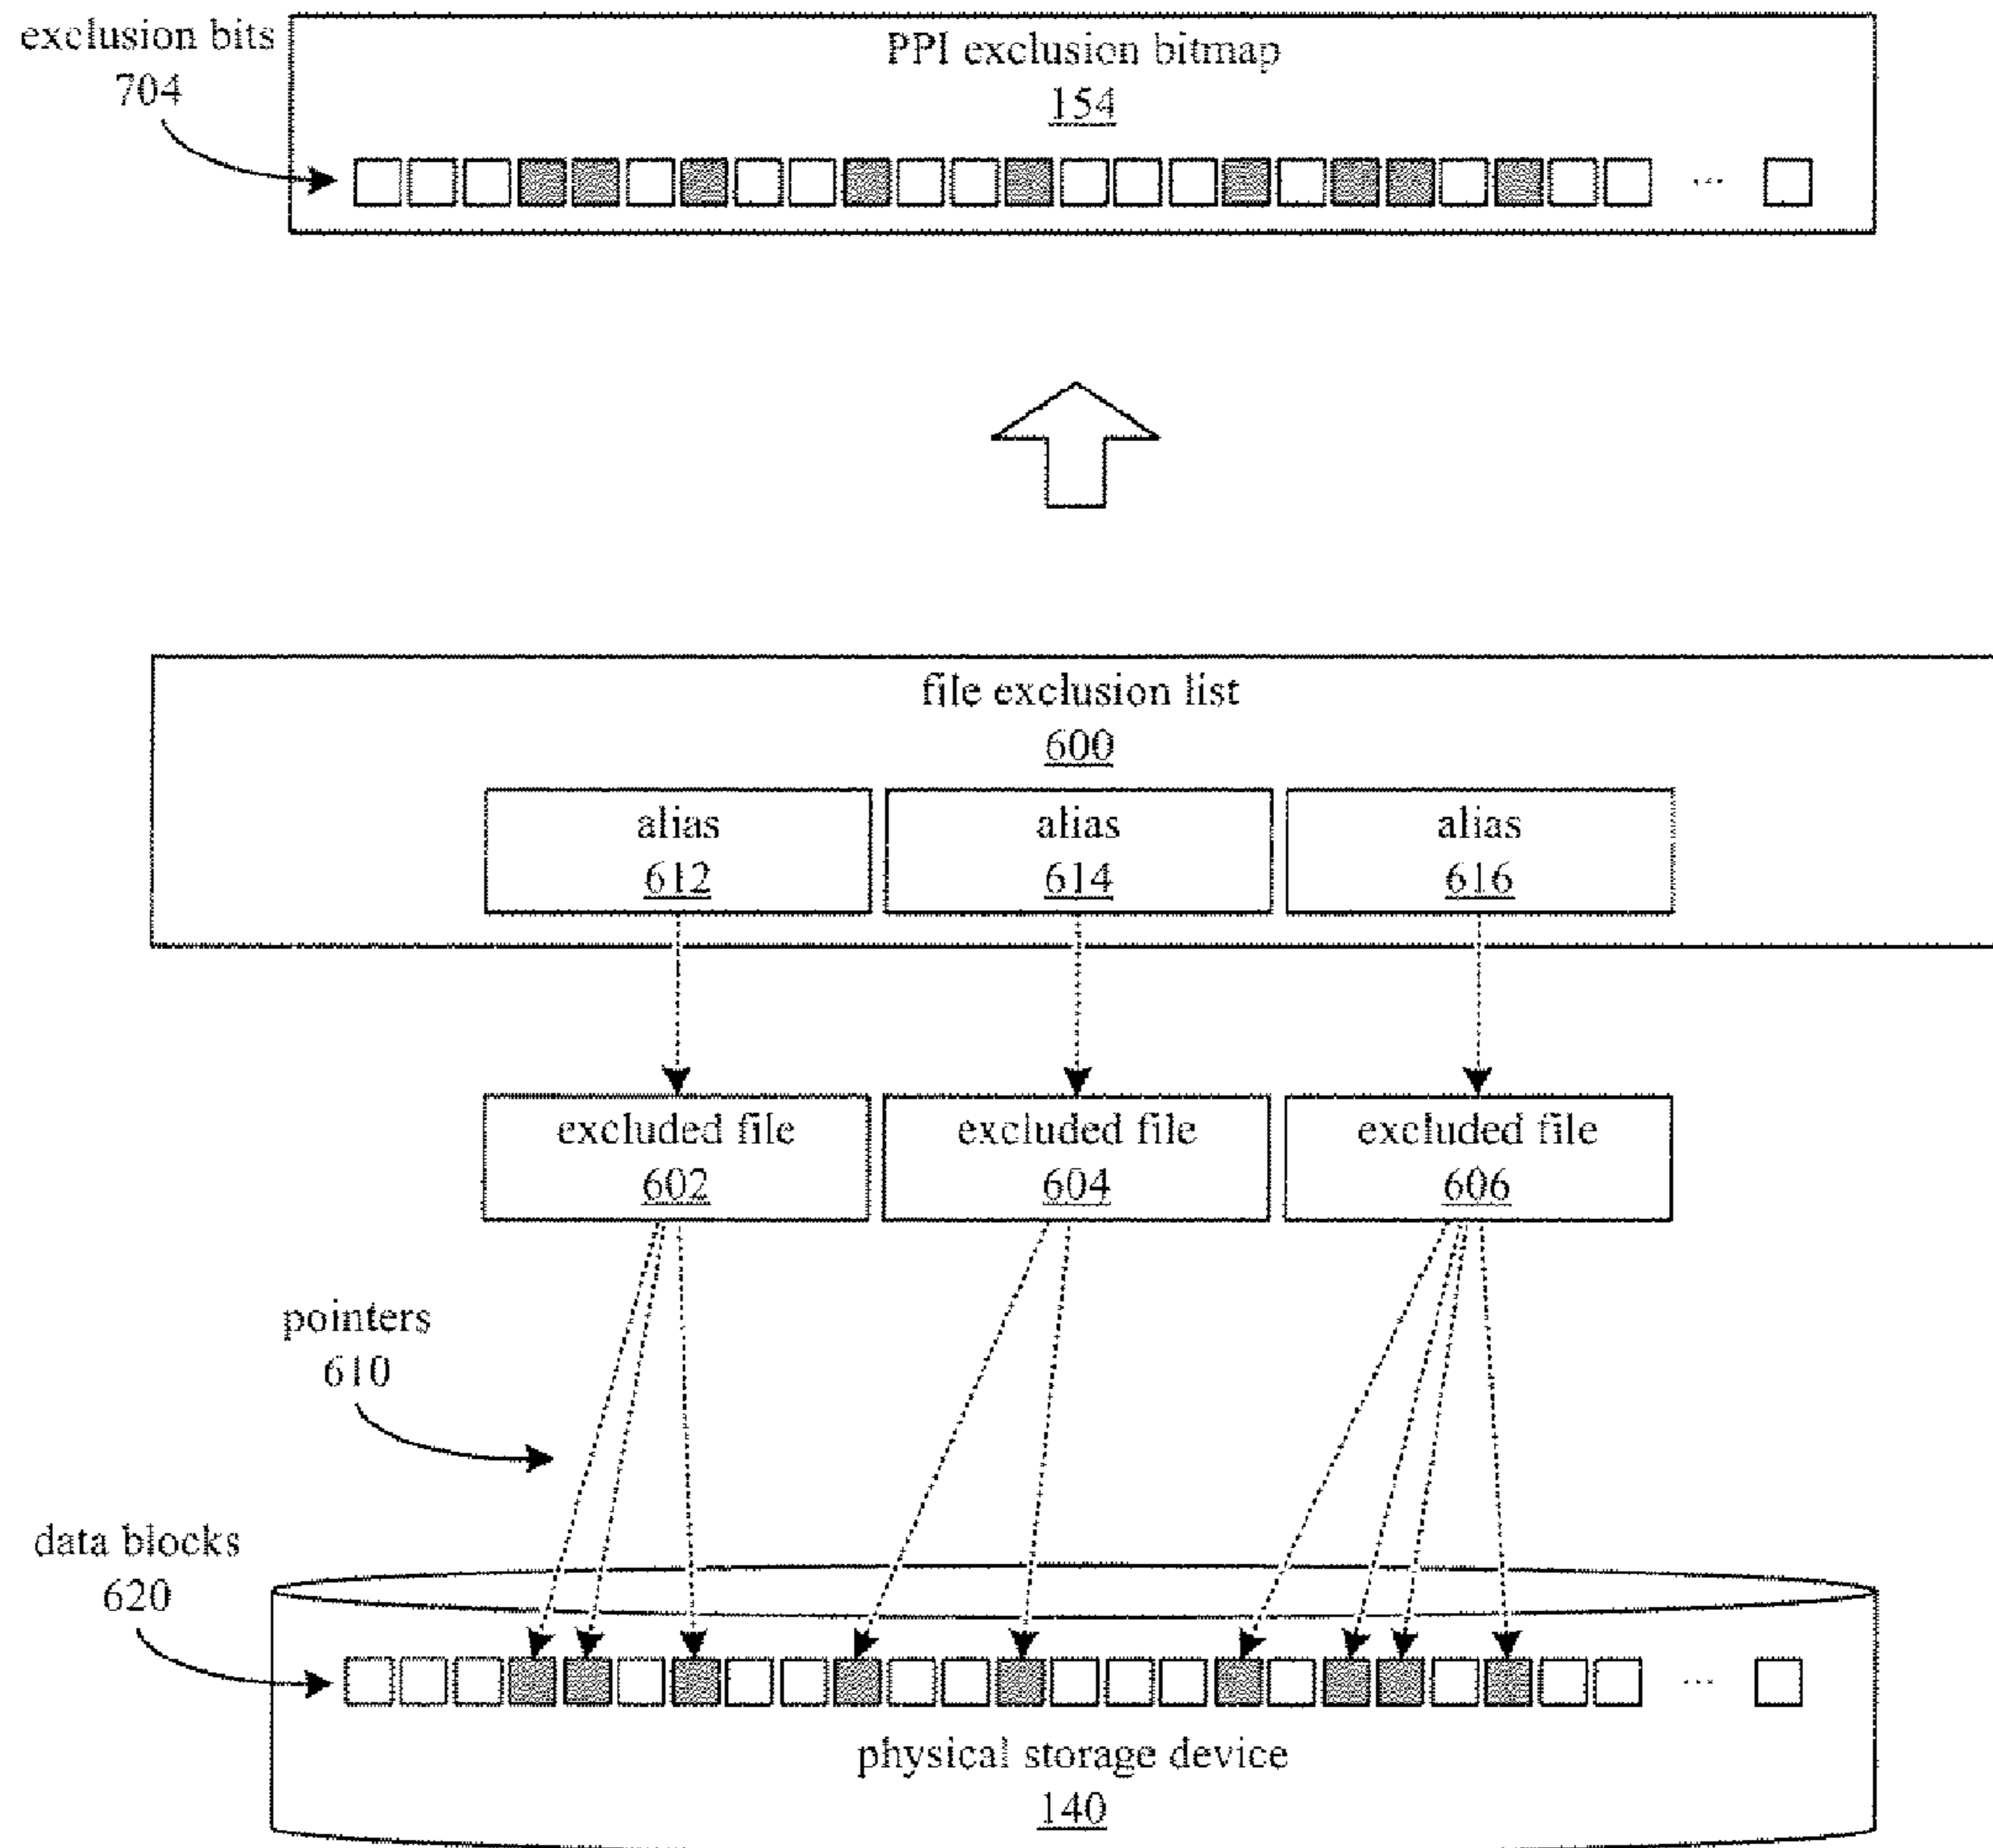 exclusion bits
704
PPI exclusion bitmap
154
...
file exclusion list
600
alias
612
alias
614
alias
616
excluded file
602
excluded file
604
excluded file
606
pointers
610
data blocks
620
...
physical storage device
140